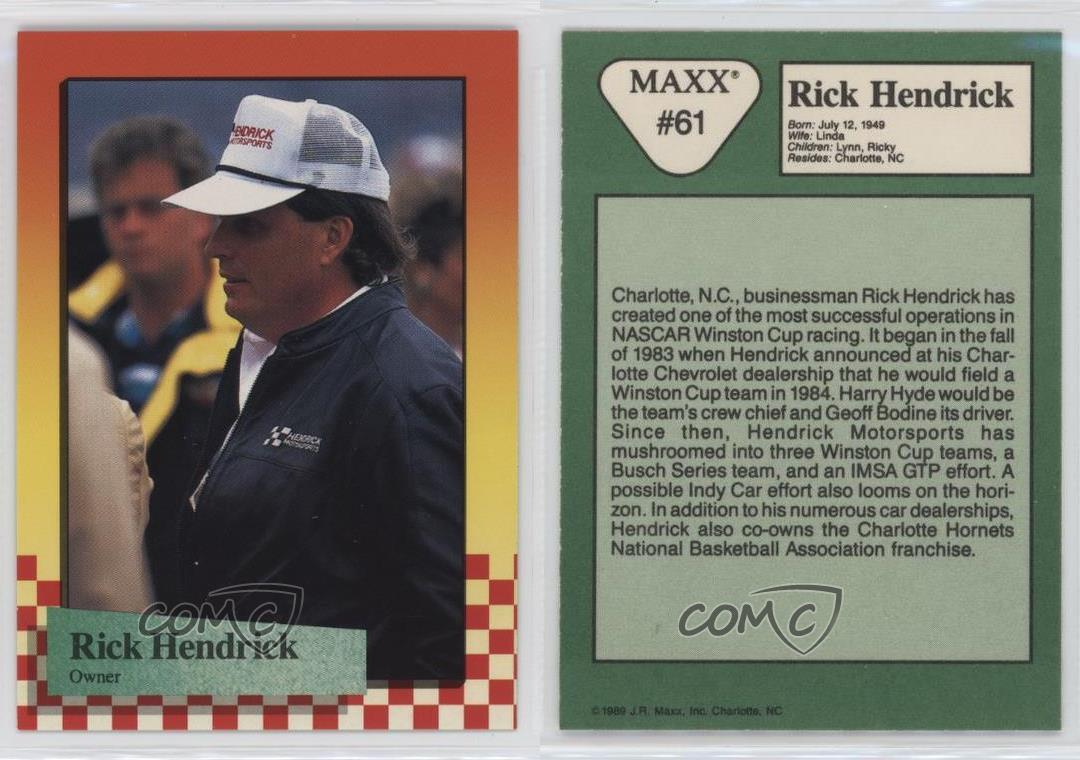 HENDRICK
MOTORSPORTS
HENDRICK
MOTORSPORTS
Rick Hendrick
Owner
COMC
MAXX®
#61
Rick Hendrick
Born: July 12, 1949
Wife: Linda
Children: Lynn, Ricky
Resides: Charlotte, NC
Charlotte, N.C., businessman Rick Hendrick has
created one of the most successful operations in
NASCAR Winston Cup racing. It began in the fall
of 1983 when Hendrick announced at his Char-
lotte Chevrolet dealership that he would field a
Winston Cup team in 1984. Harry Hyde would be
the team's crew chief and Geoff Bodine its driver.
Since then, Hendrick Motorsports has
mushroomed into three Winston Cup teams, a
Busch Series team, and an IMSA GTP effort. A
possible Indy Car effort also looms on the hori-
zon. In addition to his numerous car dealerships,
Hendrick also co-owns the Charlotte Hornets
National Basketball Association franchise.
COMC
© 1989 J.R. Maxx, Inc. Charlotte, NC